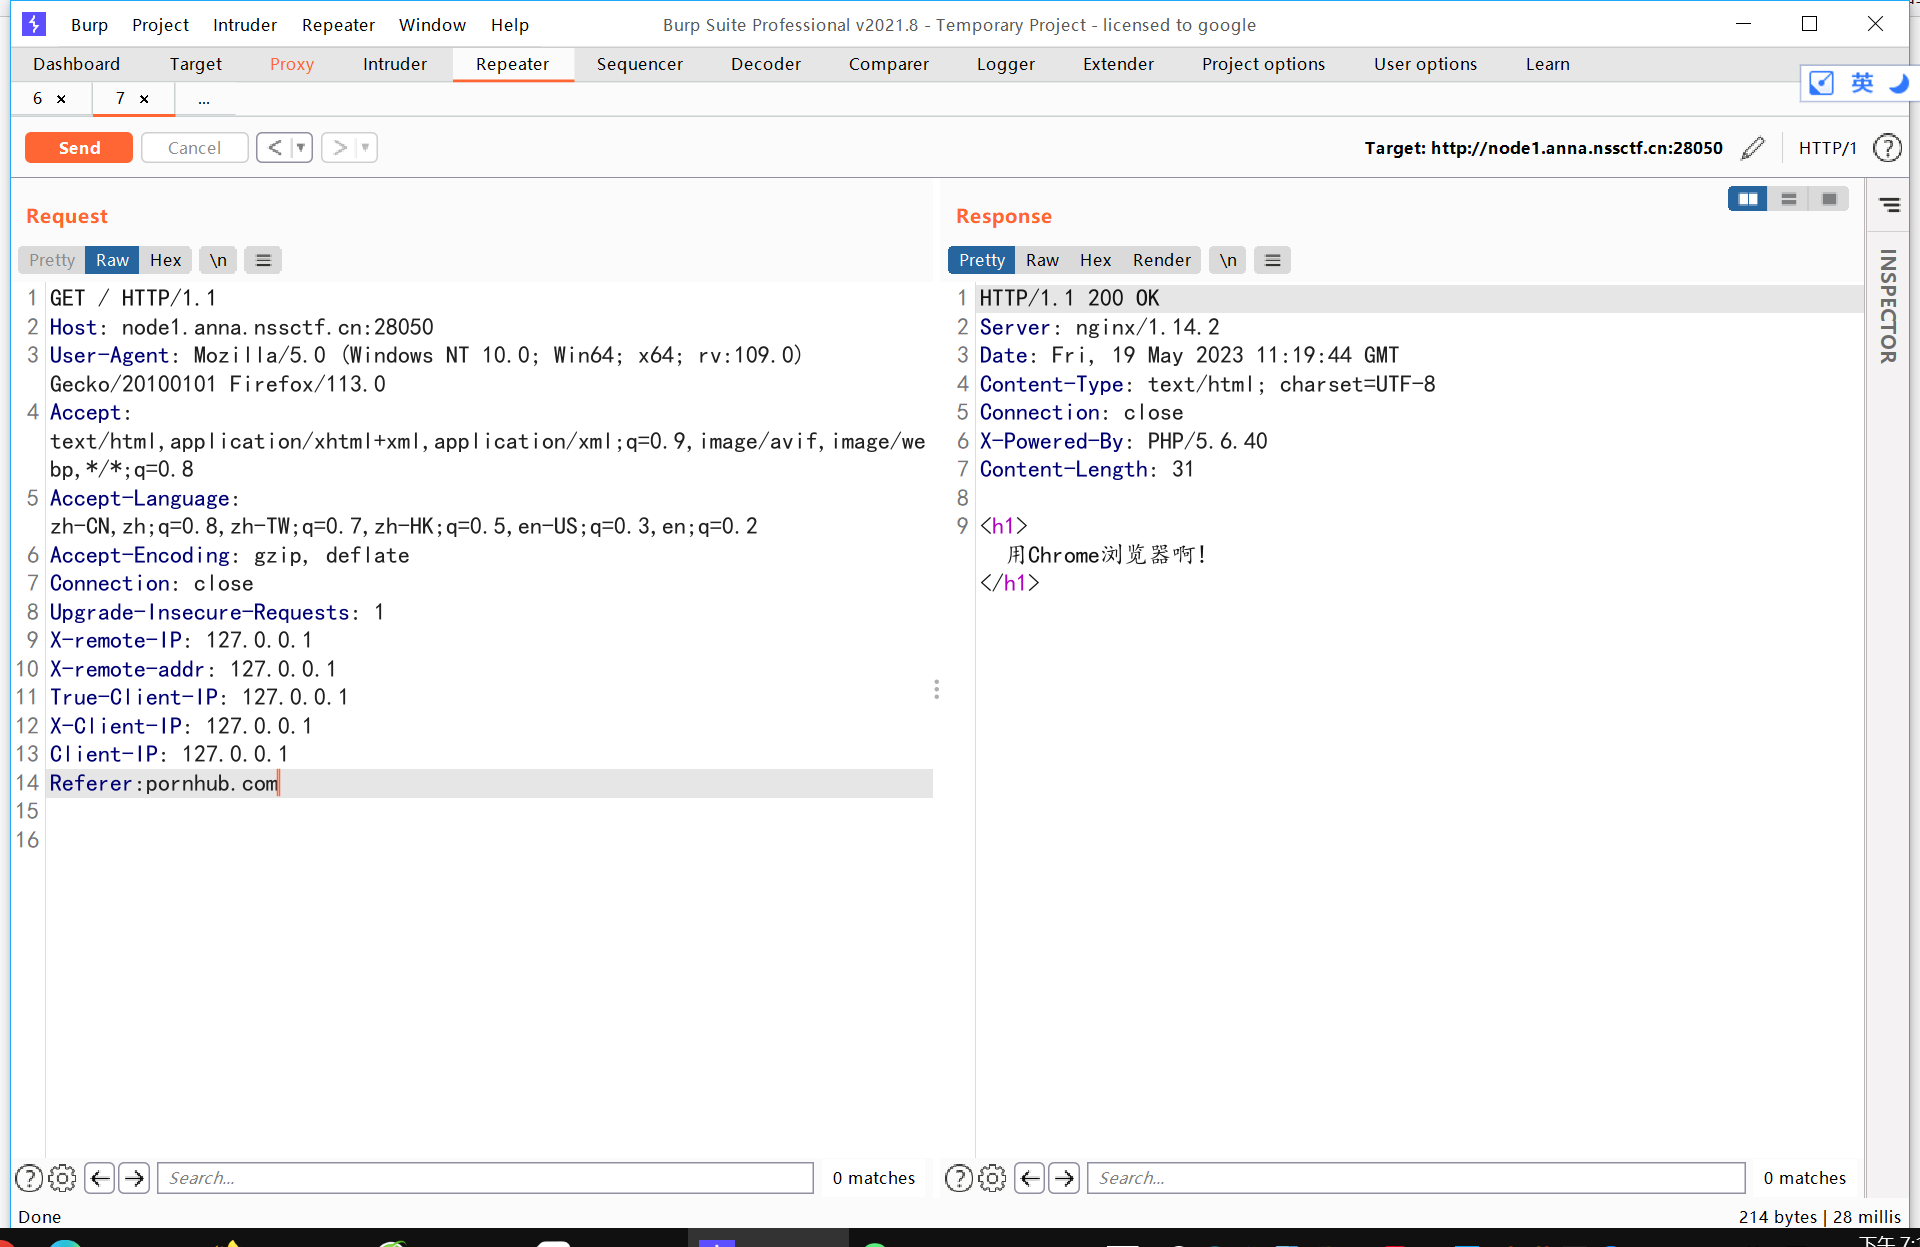 Burp Project Intruder Repeater Window Help Burp Suite Professional v2021.8 - Temporary Project - licensed to google
Dashboard Target Proxy Intruder Repeater Sequencer Decoder Comparer Logger Extender Project options User options Learn
英
6 × 7 × ...
Send Cancel < ▼ > ▼ Target: http://node1.anna.nssctf.cn:28050 HTTP/1 ?
Request
Pretty Raw Hex \n
1 GET / HTTP/1.1
2 Host: node1.anna.nssctf.cn:28050
3 User-Agent: Mozilla/5.0 (Windows NT 10.0; Win64; x64; rv:109.0)
Gecko/20100101 Firefox/113.0
4 Accept:
text/html,application/xhtml+xml,application/xml;q=0.9,image/avif,image/we
bp,*/*;q=0.8
5 Accept-Language:
zh-CN,zh;q=0.8,zh-TW;q=0.7,zh-HK;q=0.5,en-US;q=0.3,en;q=0.2
6 Accept-Encoding: gzip, deflate
7 Connection: close
8 Upgrade-Insecure-Requests: 1
9 X-remote-IP: 127.0.0.1
10 X-remote-addr: 127.0.0.1
11 True-Client-IP: 127.0.0.1
12 X-Client-IP: 127.0.0.1
13 Client-IP: 127.0.0.1
14 Referer:pornhub.com
15
16
Response
Pretty Raw Hex Render \n
1 HTTP/1.1 200 OK
2 Server: nginx/1.14.2
3 Date: Fri, 19 May 2023 11:19:44 GMT
4 Content-Type: text/html; charset=UTF-8
5 Connection: close
6 X-Powered-By: PHP/5.6.40
7 Content-Length: 31
8
9 <h1>
用Chrome浏览器啊!
</h1>
INSPECTOR
? Search... 0 matches
? Search... 0 matches
Done 214 bytes | 28 millis